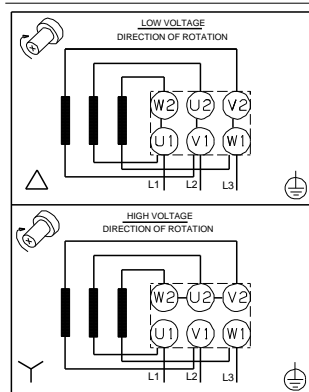 LOW VOLTAGE
DIRECTION OF ROTATION
W2 U2 V2
U1 V1 W1
L1 L2 L3
HIGH VOLTAGE
DIRECTION OF ROTATION
W2 U2 V2
U1 V1 W1
L1 L2 L3